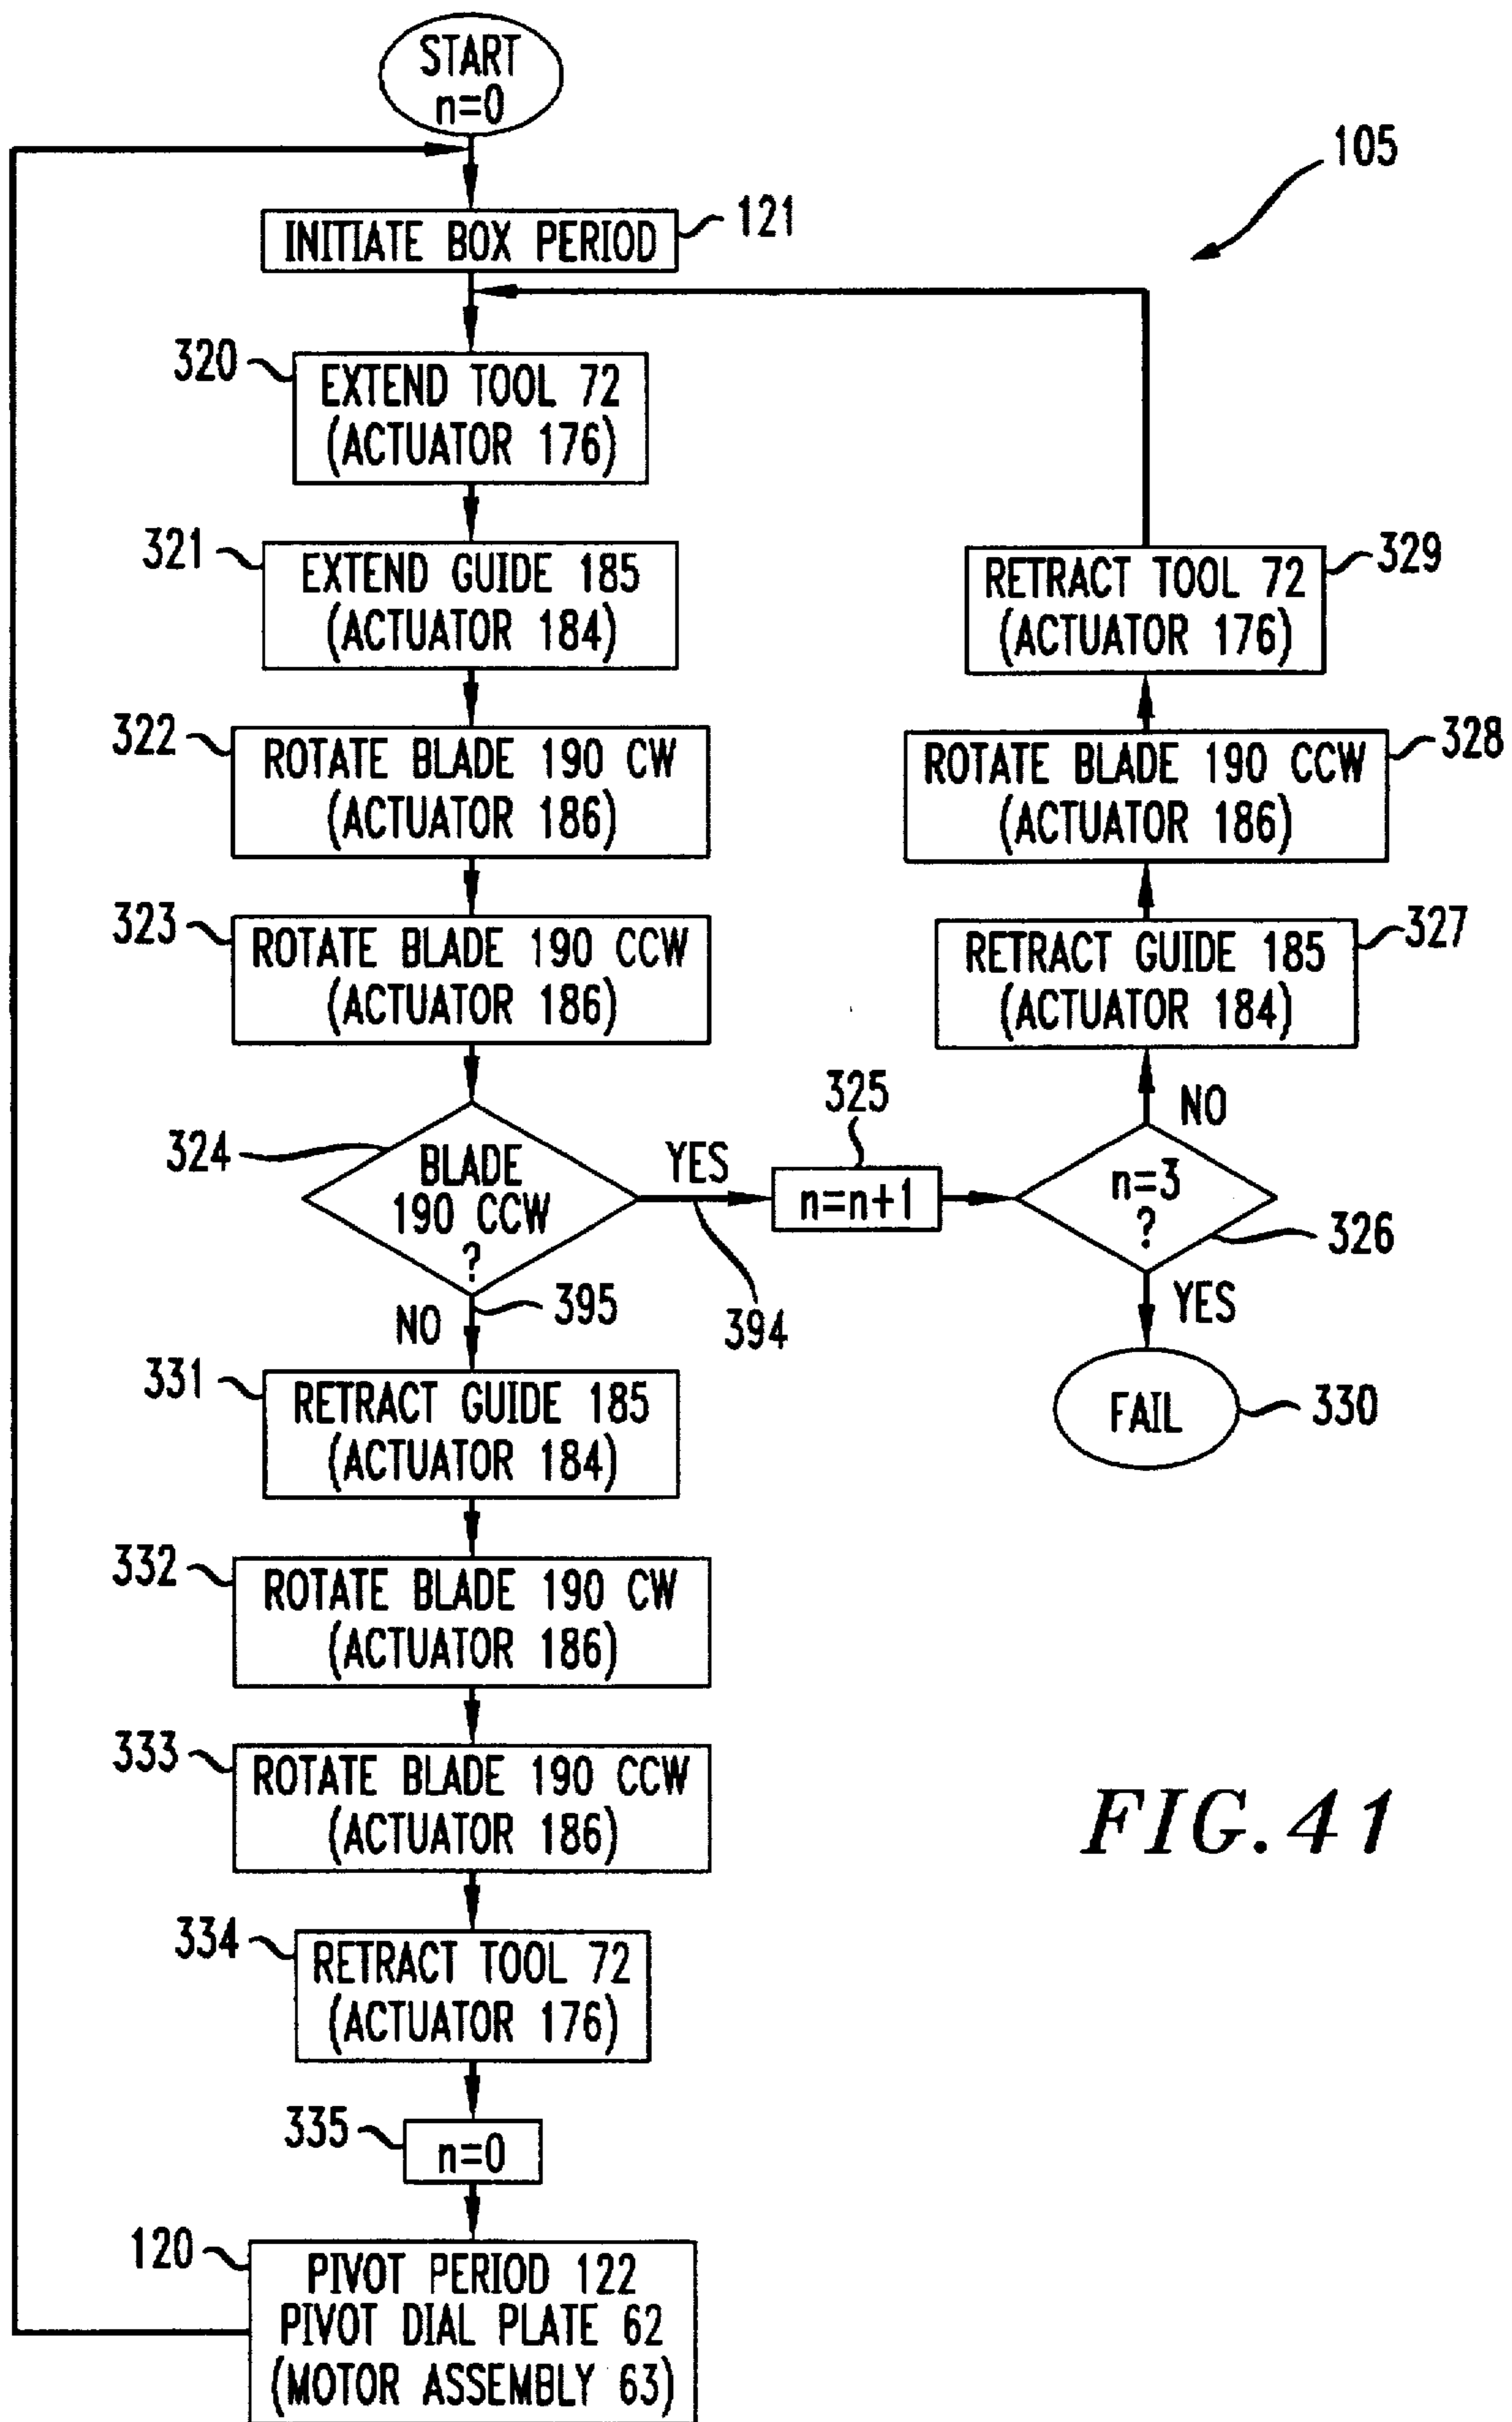 START
n=0
105
INITIATE BOX PERIOD
121
320
EXTEND TOOL 72
(ACTUATOR 176)
321
EXTEND GUIDE 185
(ACTUATOR 184)
322
ROTATE BLADE 190 CW
(ACTUATOR 186)
323
ROTATE BLADE 190 CCW
(ACTUATOR 186)
324
BLADE
190 CCW
?
YES
394
325
n=n+1
n=3
?
326
NO
327
RETRACT GUIDE 185
(ACTUATOR 184)
328
ROTATE BLADE 190 CCW
(ACTUATOR 186)
329
RETRACT TOOL 72
(ACTUATOR 176)
YES
FAIL
330
NO
395
331
RETRACT GUIDE 185
(ACTUATOR 184)
332
ROTATE BLADE 190 CW
(ACTUATOR 186)
333
ROTATE BLADE 190 CCW
(ACTUATOR 186)
334
RETRACT TOOL 72
(ACTUATOR 176)
335
n=0
120
PIVOT PERIOD 122
PIVOT DIAL PLATE 62
(MOTOR ASSEMBLY 63)
FIG.41